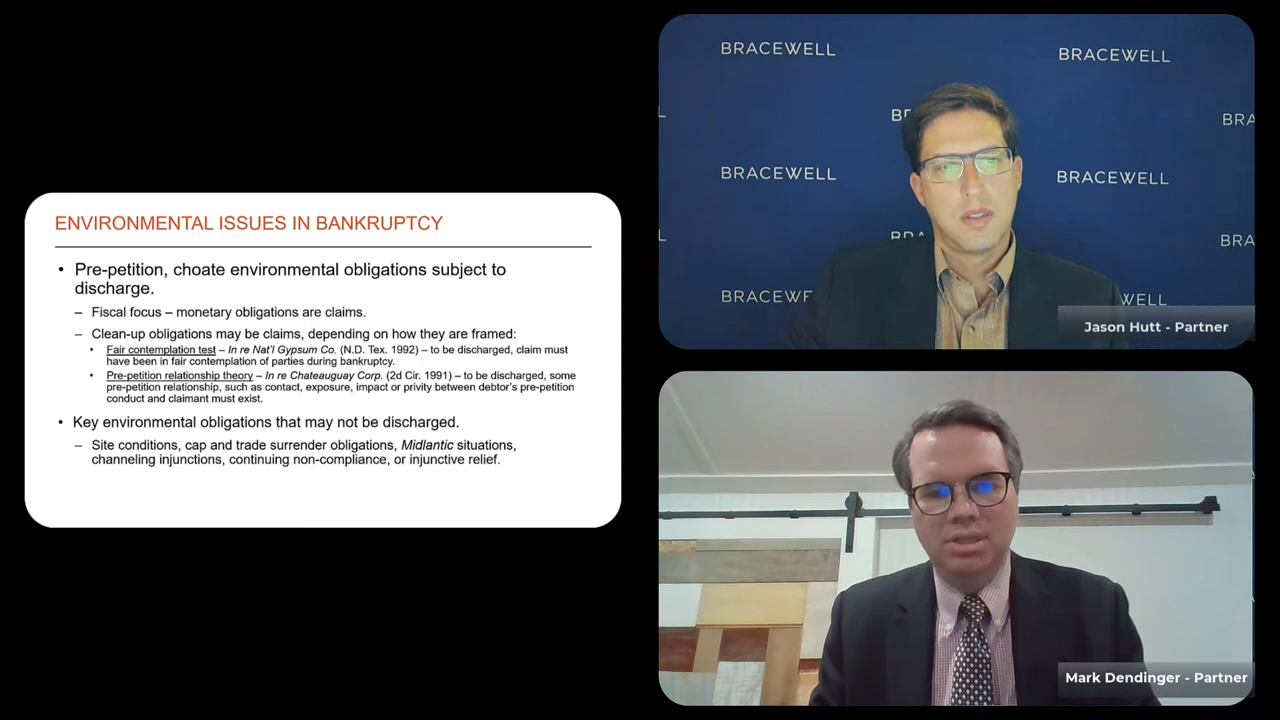 ENVIRONMENTAL ISSUES IN BANKRUPTCY
• Pre-petition, choate environmental obligations subject to
discharge.
– Fiscal focus – monetary obligations are claims.
– Clean-up obligations may be claims, depending on how they are framed:
• Fair contemplation test – In re Nat'l Gypsum Co. (N.D. Tex. 1992) – to be discharged, claim must
have been in fair contemplation of parties during bankruptcy.
• Pre-petition relationship theory – In re Chateauguay Corp. (2d Cir. 1991) – to be discharged, some
pre-petition relationship, such as contact, exposure, impact or privity between debtor's pre-petition
conduct and claimant must exist.
• Key environmental obligations that may not be discharged.
– Site conditions, cap and trade surrender obligations, Midlantic situations,
channeling injunctions, continuing non-compliance, or injunctive relief.
BRACEWELL
BRACEWELL
BR
BRA
BRACEWELL
BRACEWELL
BRA
BRA
BRACEWE
WELL
Jason Hutt - Partner
Mark Dendinger - Partner